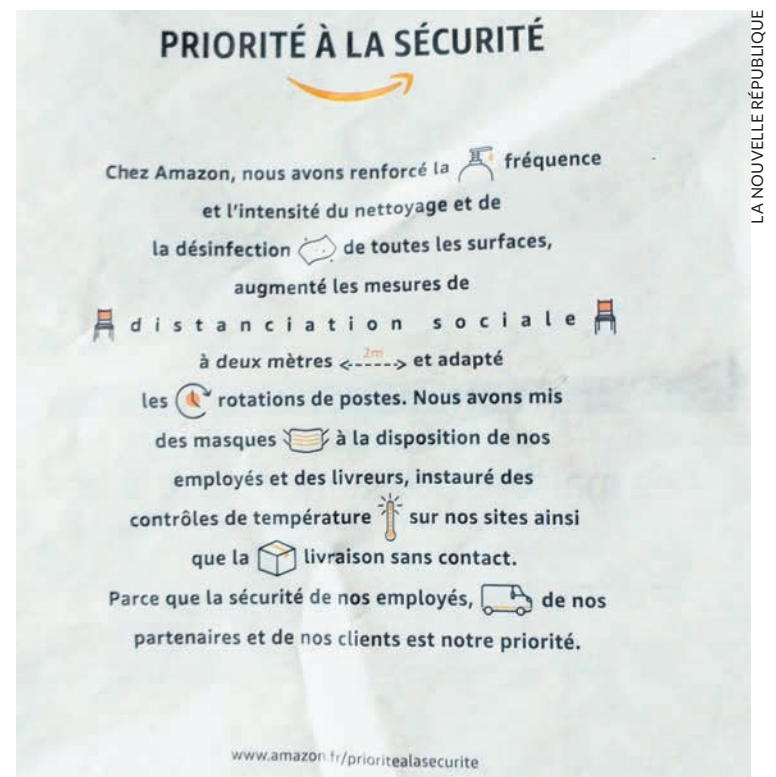 PRIORITÉ À LA SÉCURITÉ
Chez Amazon, nous avons renforcé la fréquence
et l'intensité du nettoyage et de
la désinfection de toutes les surfaces,
augmenté les mesures de
distanciation sociale
à deux mètres 2m et adapté
les rotations de postes. Nous avons mis
des masques à la disposition de nos
employés et des livreurs, instauré des
contrôles de température sur nos sites ainsi
que la livraison sans contact.
Parce que la sécurité de nos employés, de nos
partenaires et de nos clients est notre priorité.
www.amazon.fr/prioritealasecurite
LA NOUVELLE RÉPUBLIQUE